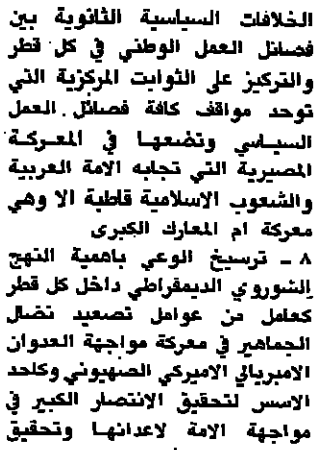 الخلافات السياسية الثانوية بين
فصائل العمل الوطني في كل قطر
والتركيز على الثوابت المركزية التي
توحد مواقف كافة فصائل العمل
السياسي وتضعها في المعركة
المصيرية التي تجابه الامة العربية
والشعوب الاسلامية قاطبة الا وهي
معركة ام المعارك الكبرى
٨ - ترسيخ الوعي باهمية النهج
الشوروي الديمقراطي داخل كل قطر
كعامل من عوامل تصعيد نضال
الجماهير في معركة مواجهة العدوان
الامبريالي الاميركي الصهيوني وكاحد
الاسس لتحقيق الانتصار الكبير في
مواجهة الامة لاعدائها وتحقيق